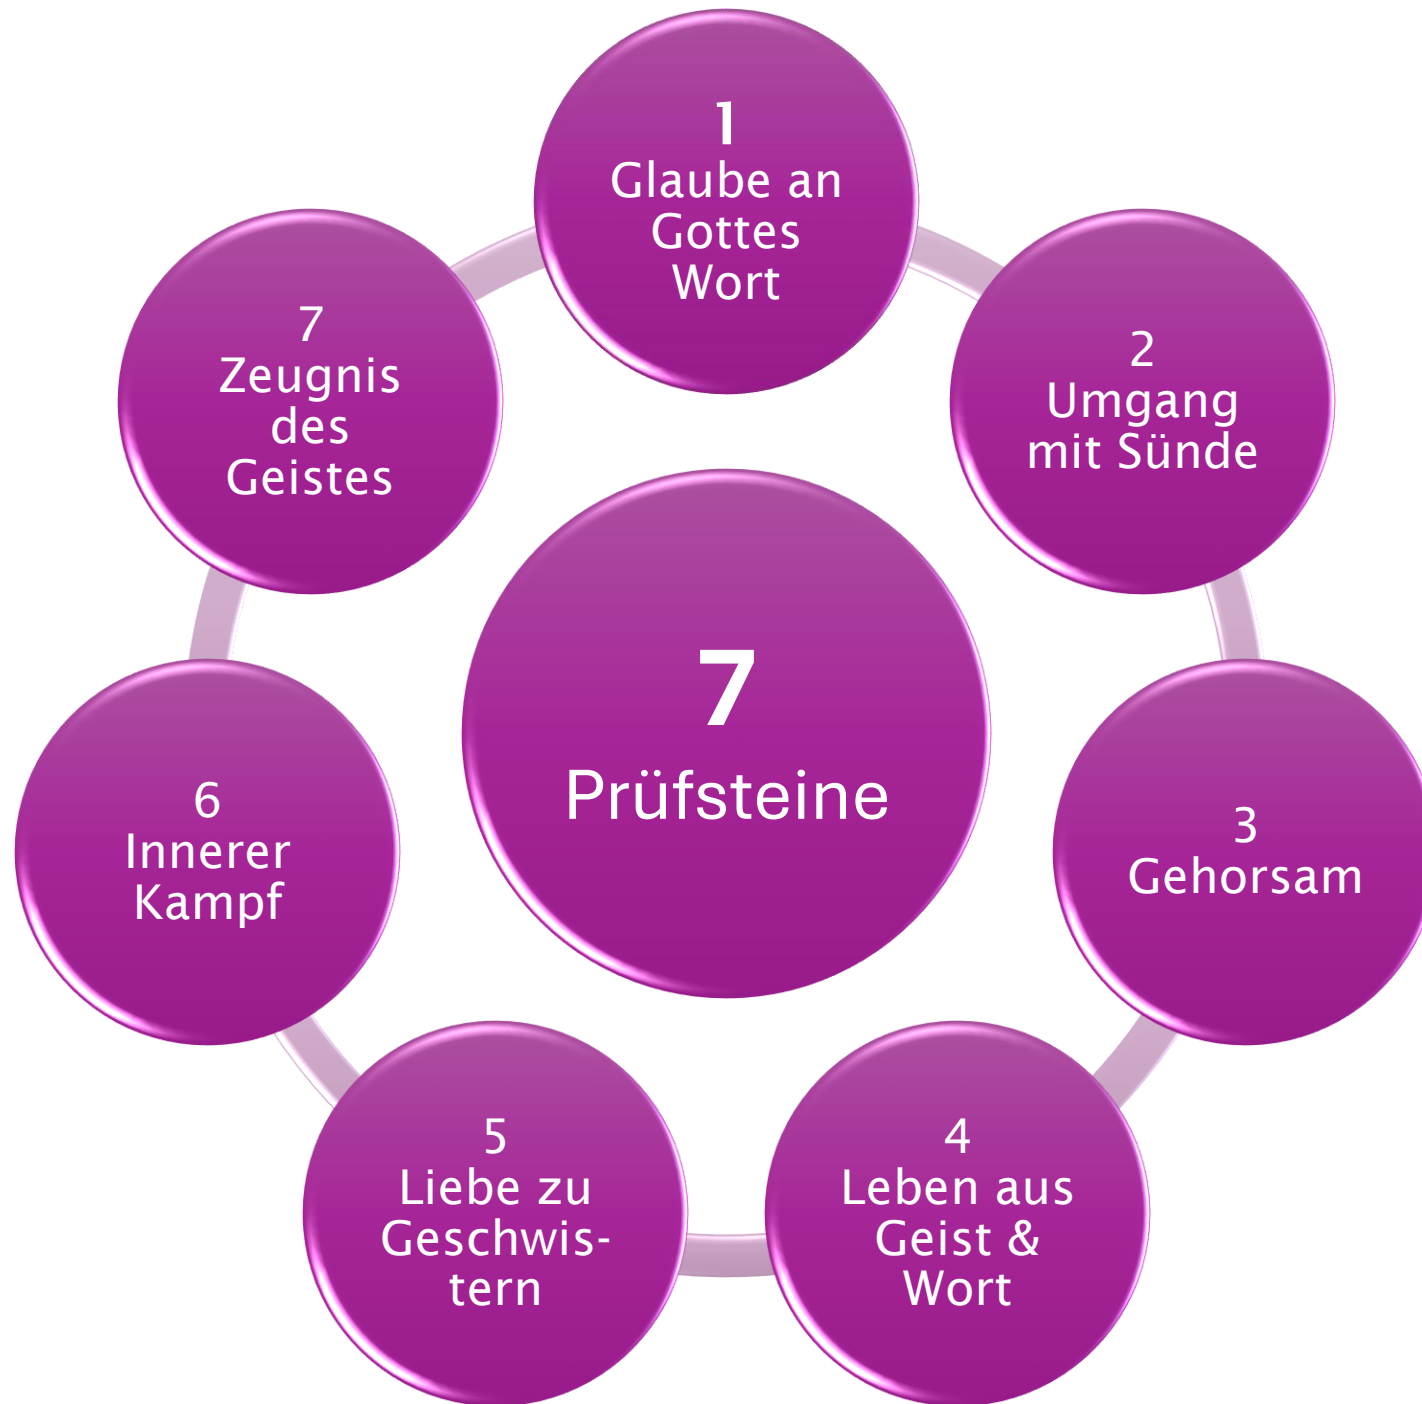 1
Glaube an
Gottes
Wort
2
Umgang
mit Sünde
3
Gehorsam
4
Leben aus
Geist &
Wort
5
Liebe zu
Geschwis-
tern
6
Innerer
Kampf
7
Zeugnis
des
Geistes
7
Prüfsteine